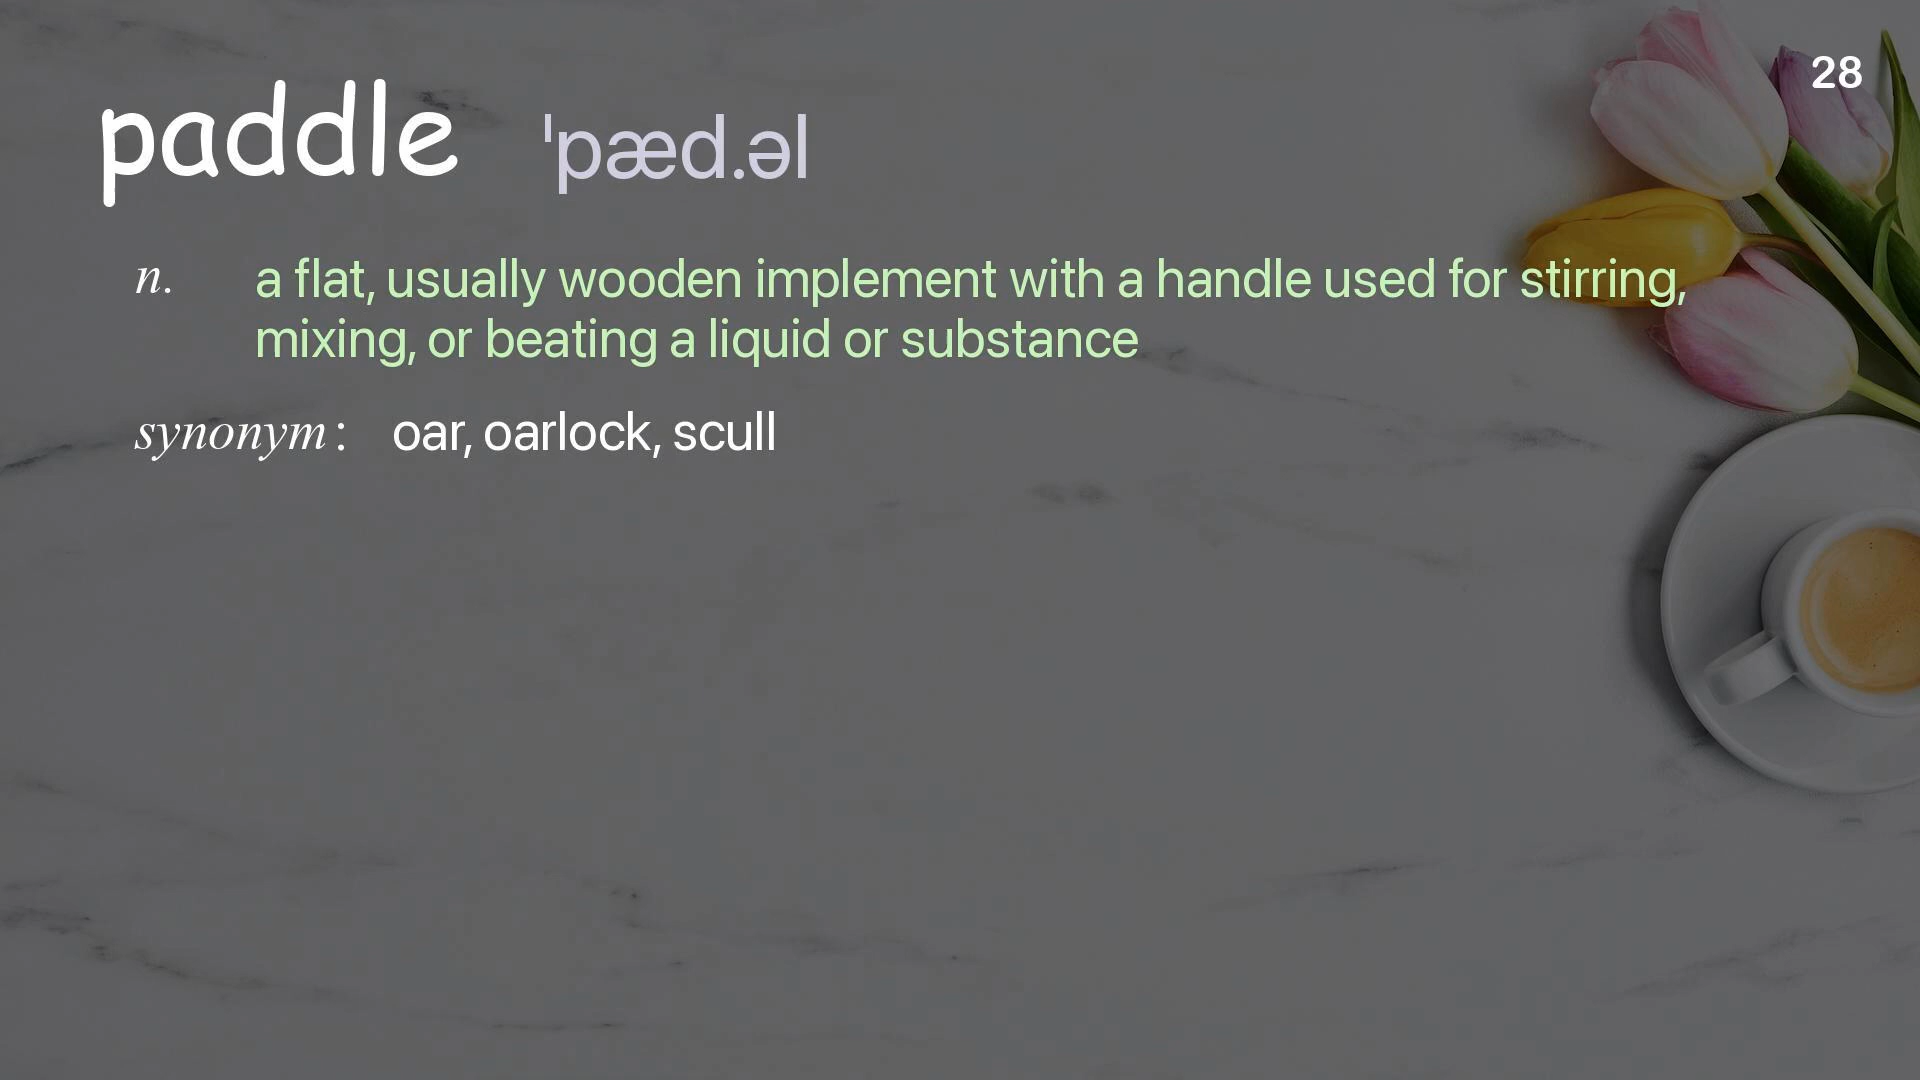 28
paddle ˈpæd.əl
n. a flat, usually wooden implement with a handle used for stirring,
mixing, or beating a liquid or substance
synonym: oar, oarlock, scull